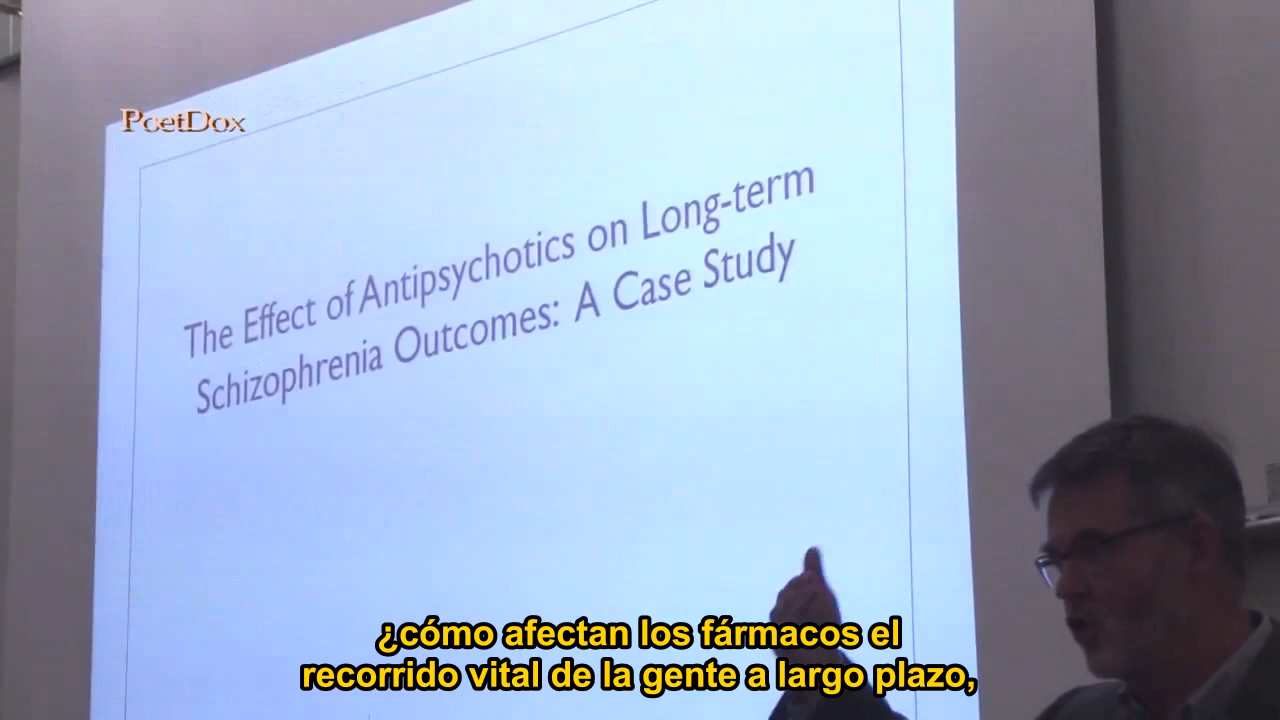 PoetDox
The Effect of Antipsychotics on Long-term
Schizophrenia Outcomes: A Case Study
¿cómo afectan los fármacos el
recorrido vital de la gente a largo plazo,